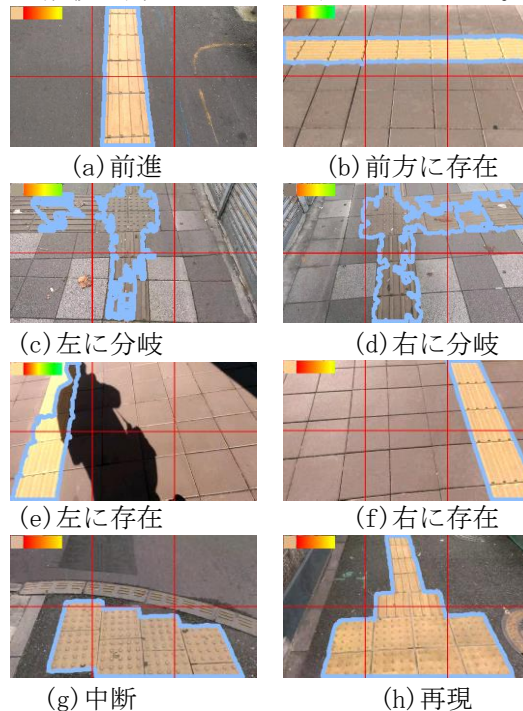 (a)前進
(b)前方に存在
(c)左に分岐
(d)右に分岐
(e)左に存在
(f)右に存在
(g)中断
(h)再現